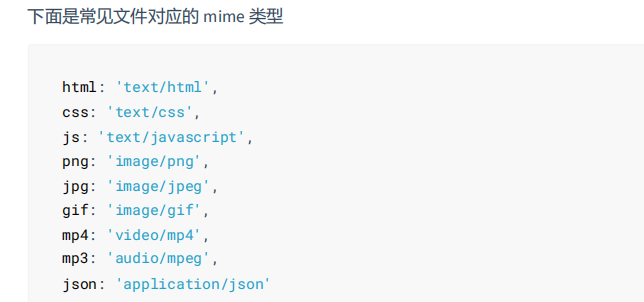 下面是常见文件对应的 mime 类型
html: 'text/html',
css: 'text/css',
js: 'text/javascript',
png: 'image/png',
jpg: 'image/jpeg',
gif: 'image/gif',
mp4: 'video/mp4',
mp3: 'audio/mpeg',
json: 'application/json'